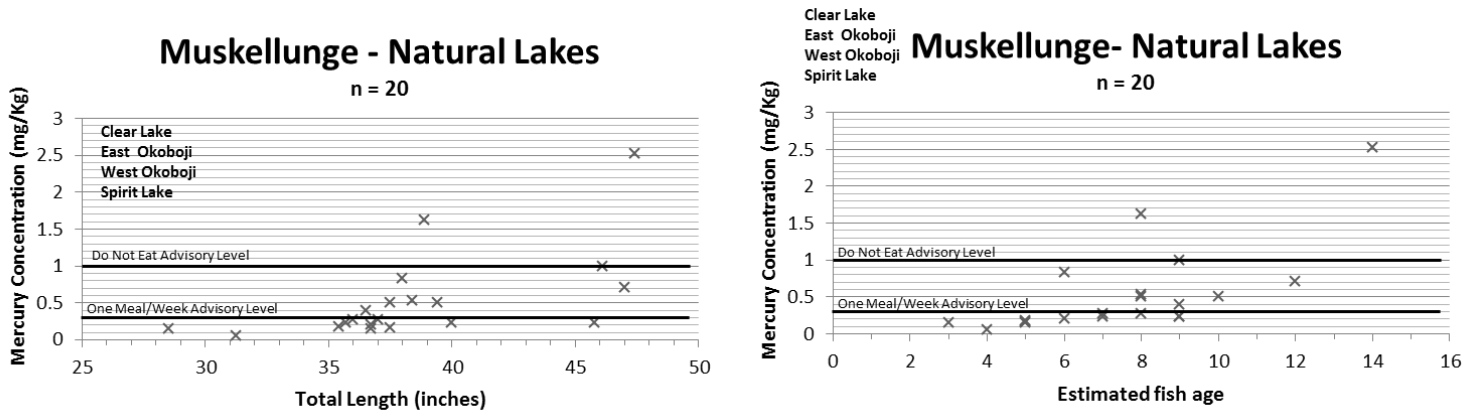 Muskellunge - Natural Lakes
n = 20
Mercury Concentration (mg/Kg)
3
2.5
2
1.5
1
0.5
0
Clear Lake
East Okoboji
West Okoboji
Spirit Lake
Do Not Eat Advisory Level
One Meal/Week Advisory Level
25 30 35 40 45 50
Total Length (inches)
Clear Lake
East Okoboji
West Okoboji
Spirit Lake
Muskellunge- Natural Lakes
n = 20
Mercury Concentration (mg/Kg)
3
2.5
2
1.5
1
0.5
0
Do Not Eat Advisory Level
One Meal/Week Advisory Level
0 2 4 6 8 10 12 14 16
Estimated fish age